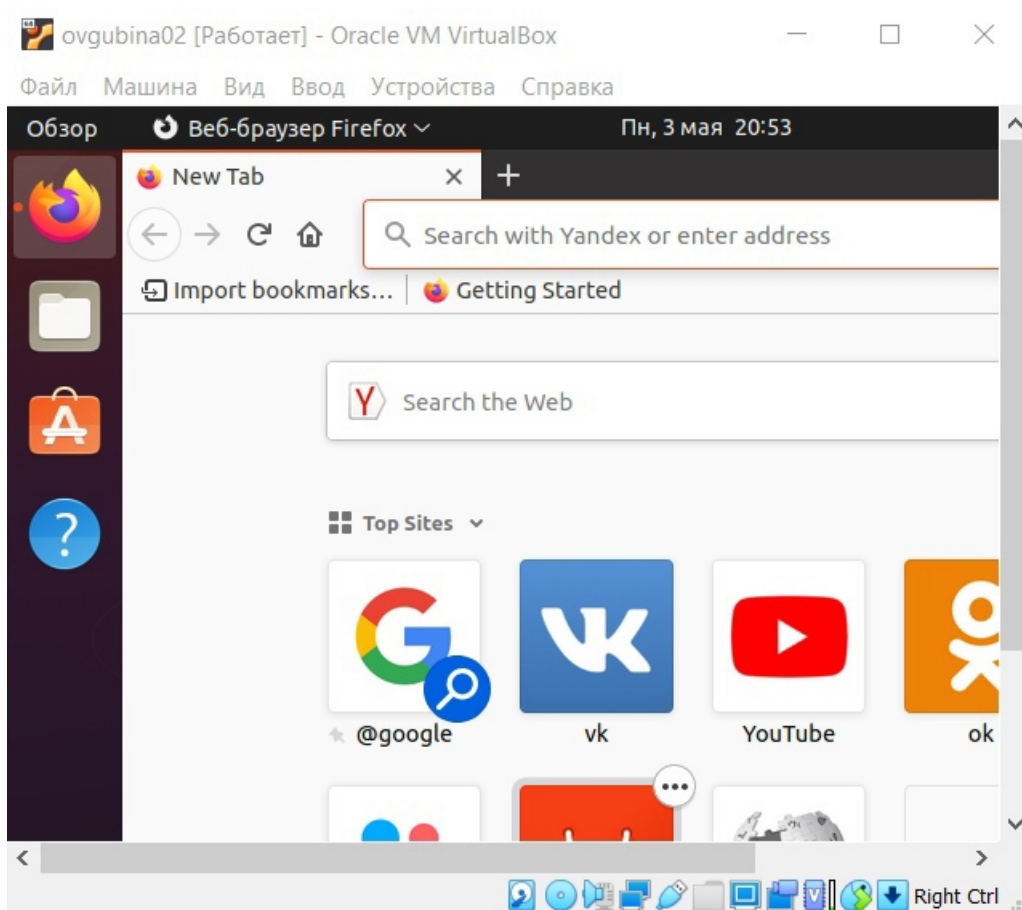 ovgubina02 [Работает] - Oracle VM VirtualBox
Файл Машина Вид Ввод Устройства Справка
Обзор Веб-браузер Firefox Пн, 3 мая 20:53
New Tab
Search with Yandex or enter address
Import bookmarks... Getting Started
Y Search the Web
Top Sites
@google vk YouTube ok
Right Ctrl